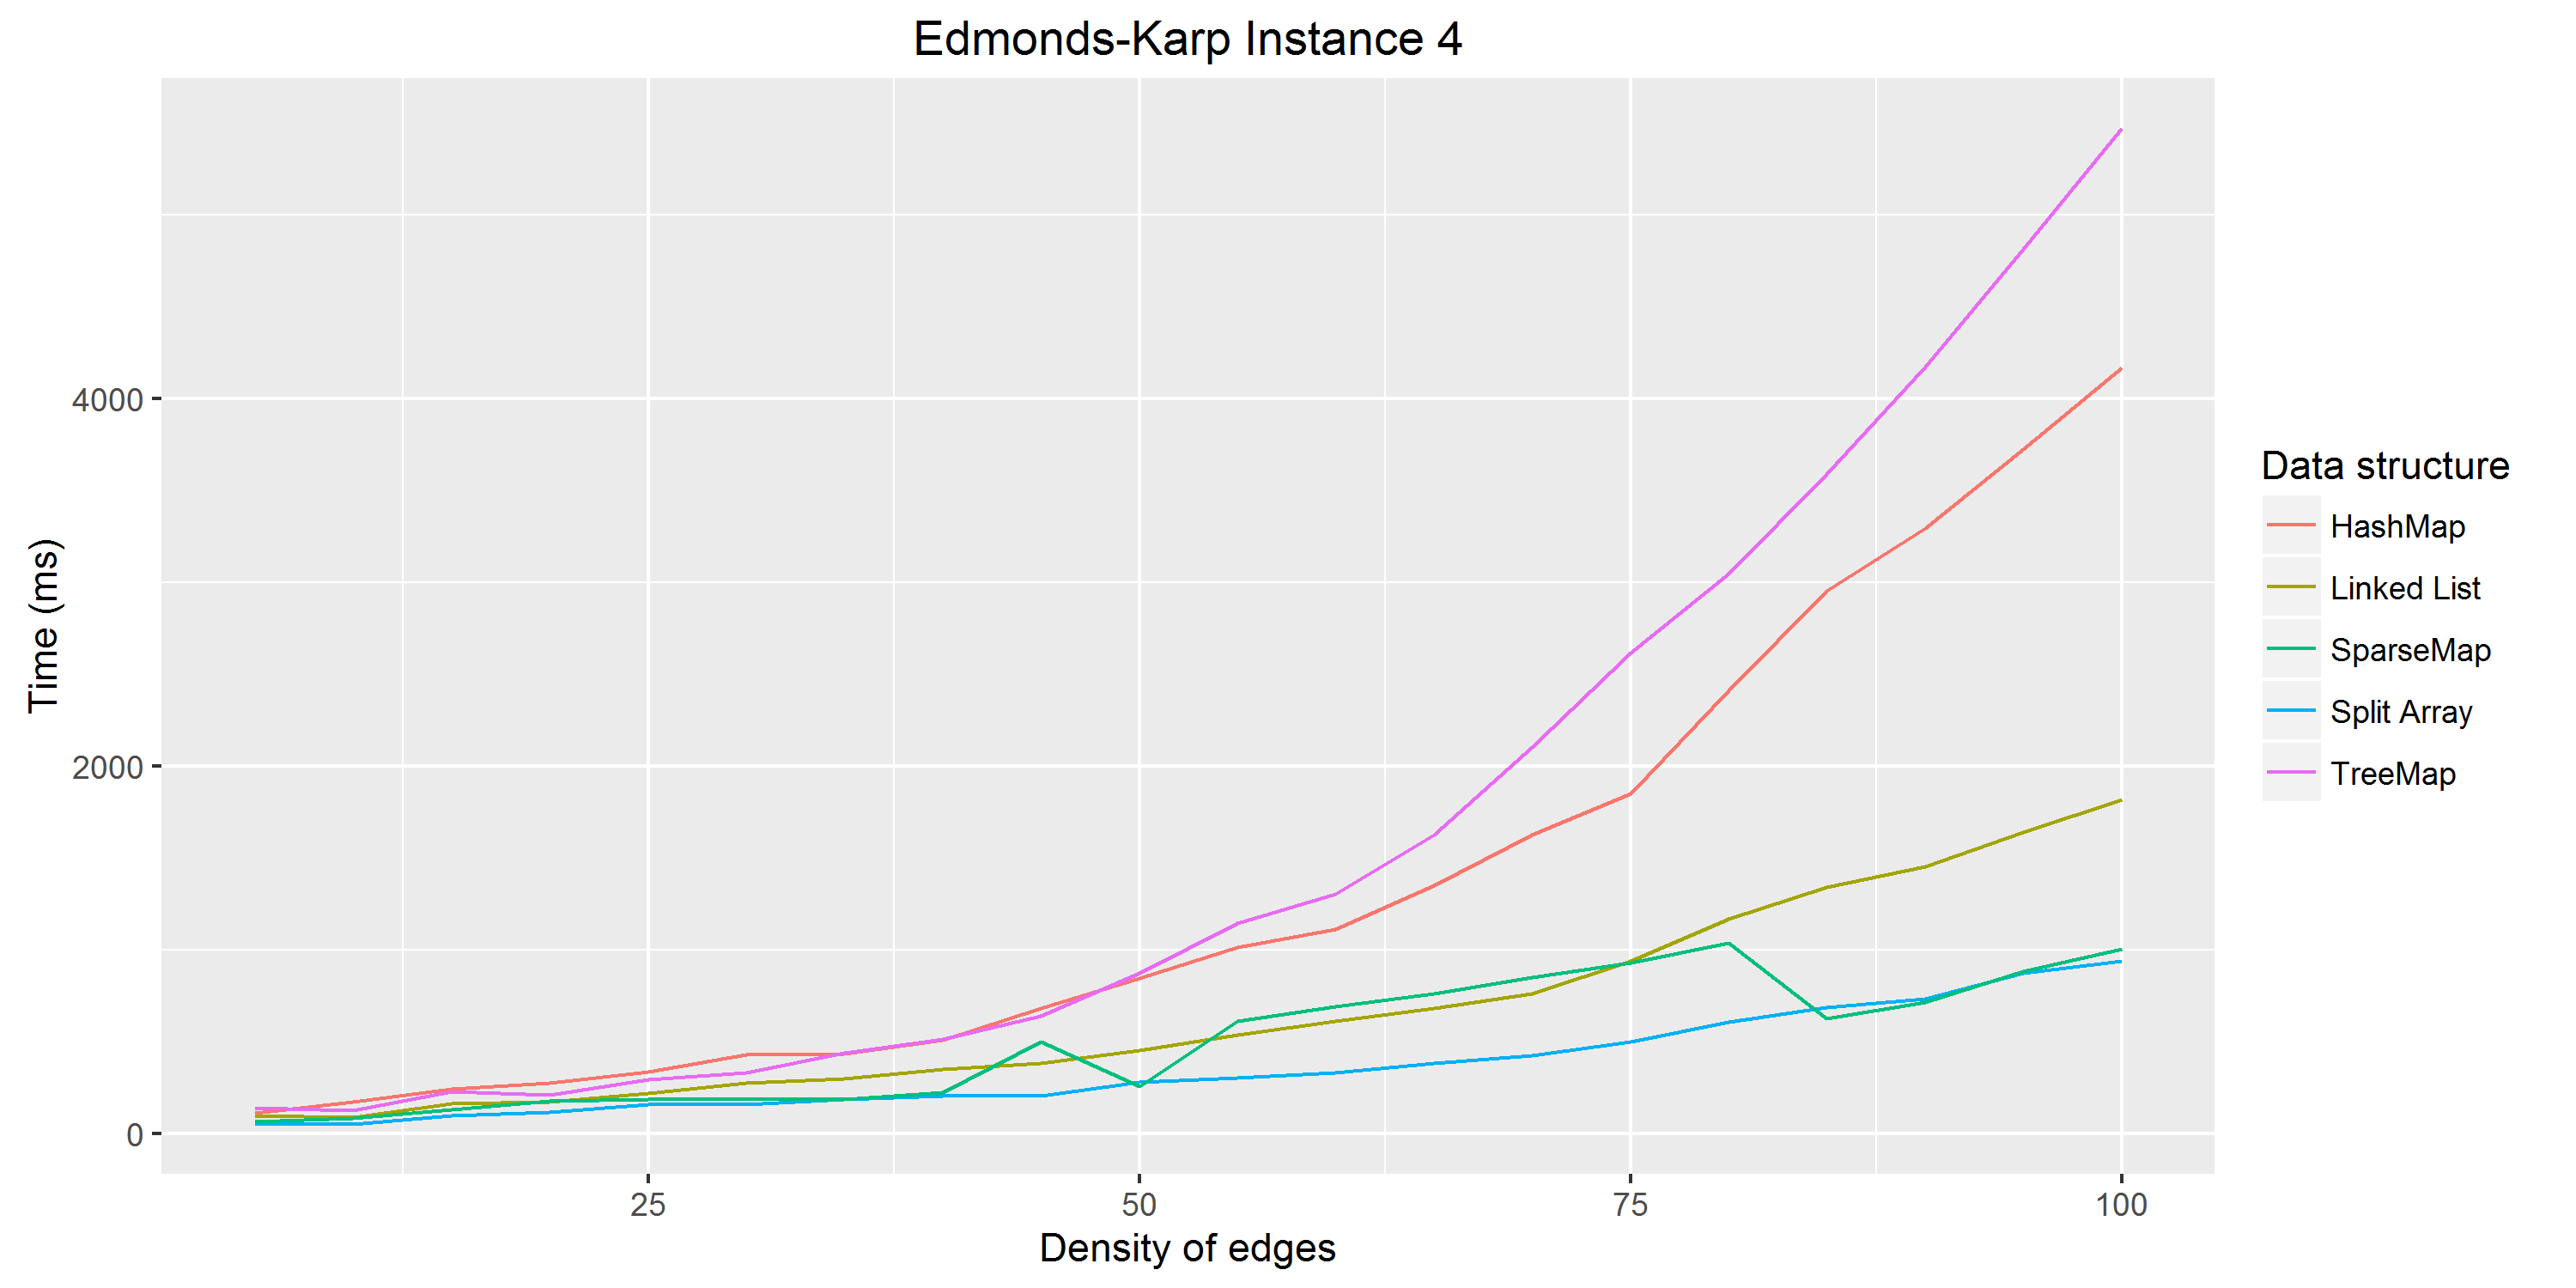 Edmonds-Karp Instance 4
Time (ms)
4000
2000
0
25
50
75
100
Density of edges
Data structure
HashMap
Linked List
SparseMap
Split Array
TreeMap